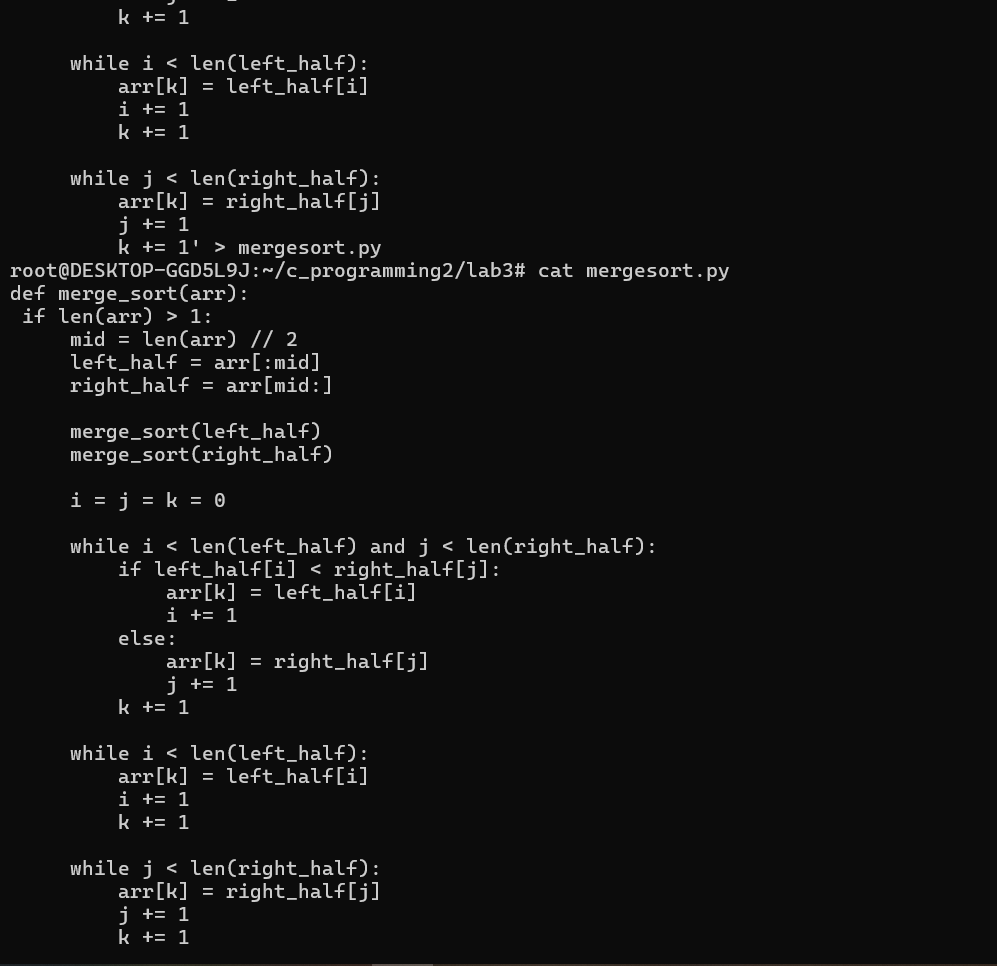 k += 1
while i < len(left_half):
arr[k] = left_half[i]
i += 1
k += 1
while j < len(right_half):
arr[k] = right_half[j]
j += 1
k += 1' > mergesort.py
root@DESKTOP-GGD5L9J:~/c_programming2/lab3# cat mergesort.py
def merge_sort(arr):
if len(arr) > 1:
mid = len(arr) // 2
left_half = arr[:mid]
right_half = arr[mid:]
merge_sort(left_half)
merge_sort(right_half)
i = j = k = 0
while i < len(left_half) and j < len(right_half):
if left_half[i] < right_half[j]:
arr[k] = left_half[i]
i += 1
else:
arr[k] = right_half[j]
j += 1
k += 1
while i < len(left_half):
arr[k] = left_half[i]
i += 1
k += 1
while j < len(right_half):
arr[k] = right_half[j]
j += 1
k += 1